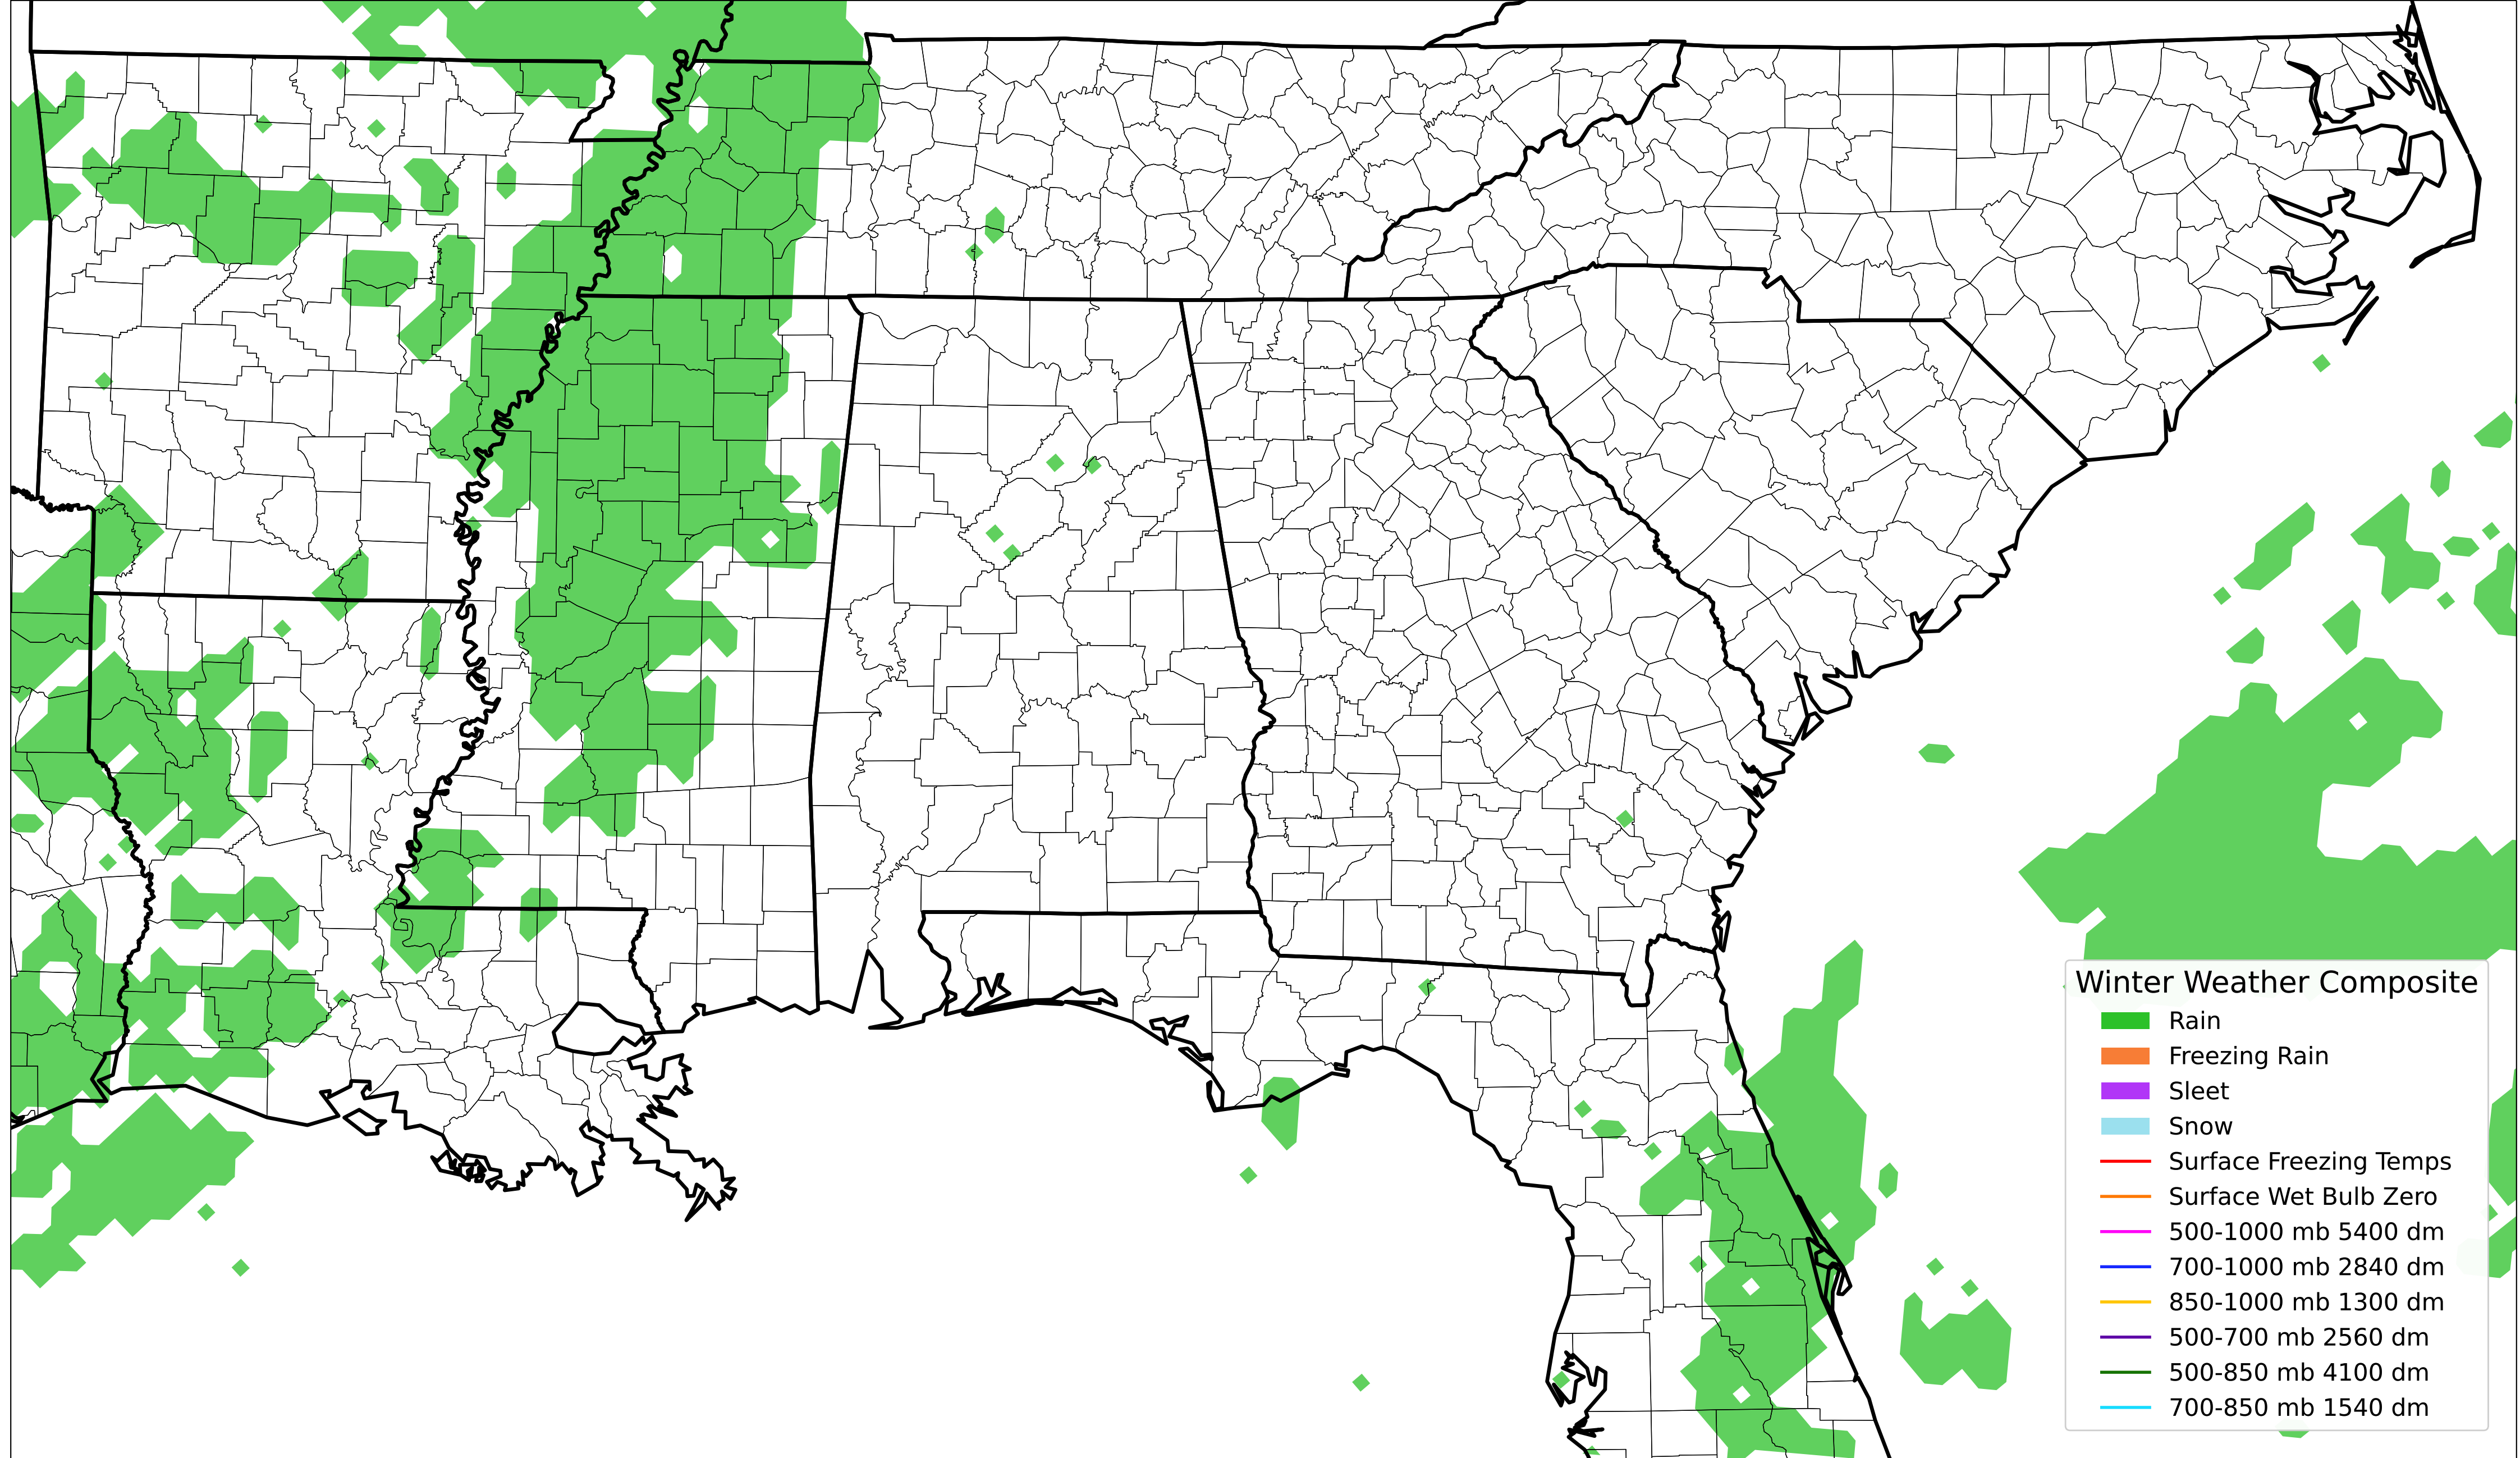 Winter Weather Composite
Rain
Freezing Rain
Sleet
Snow
Surface Freezing Temps
Surface Wet Bulb Zero
500-1000 mb 5400 dm
700-1000 mb 2840 dm
850-1000 mb 1300 dm
500-700 mb 2560 dm
500-850 mb 4100 dm
700-850 mb 1540 dm